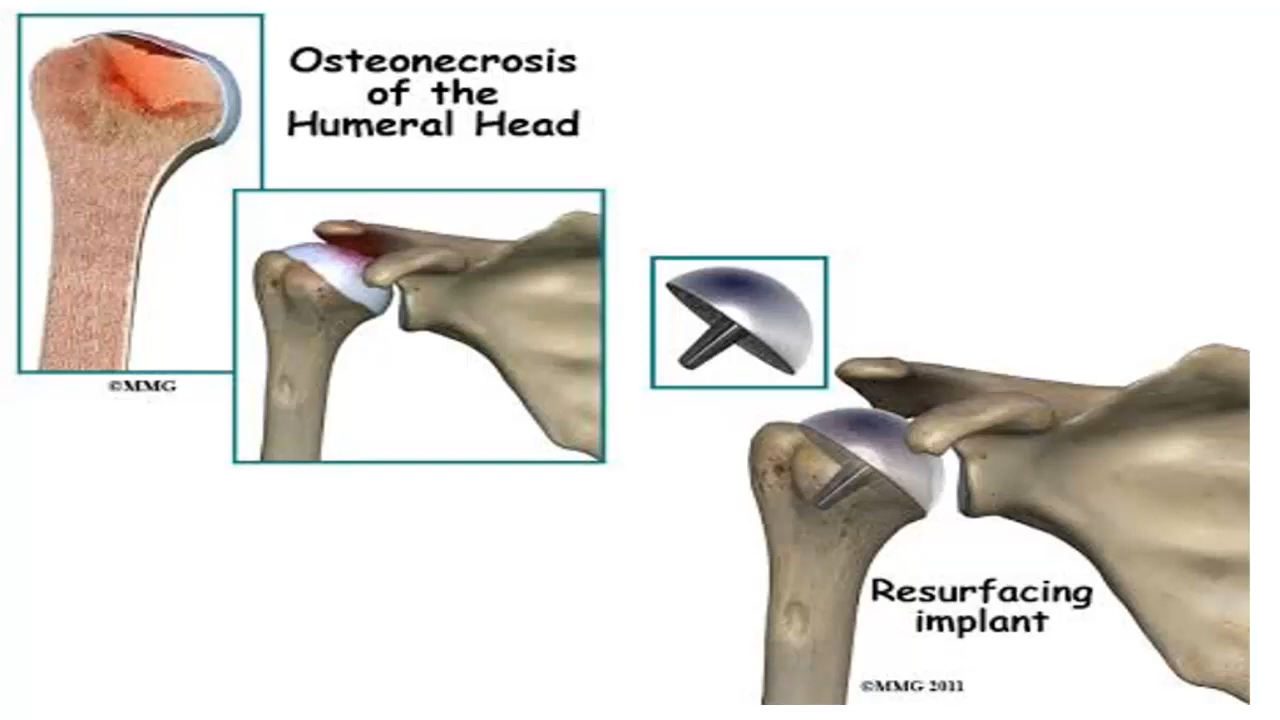 Osteonecrosis
of the
Humeral Head
©MMG
Resurfacing
implant
©MMG 2011